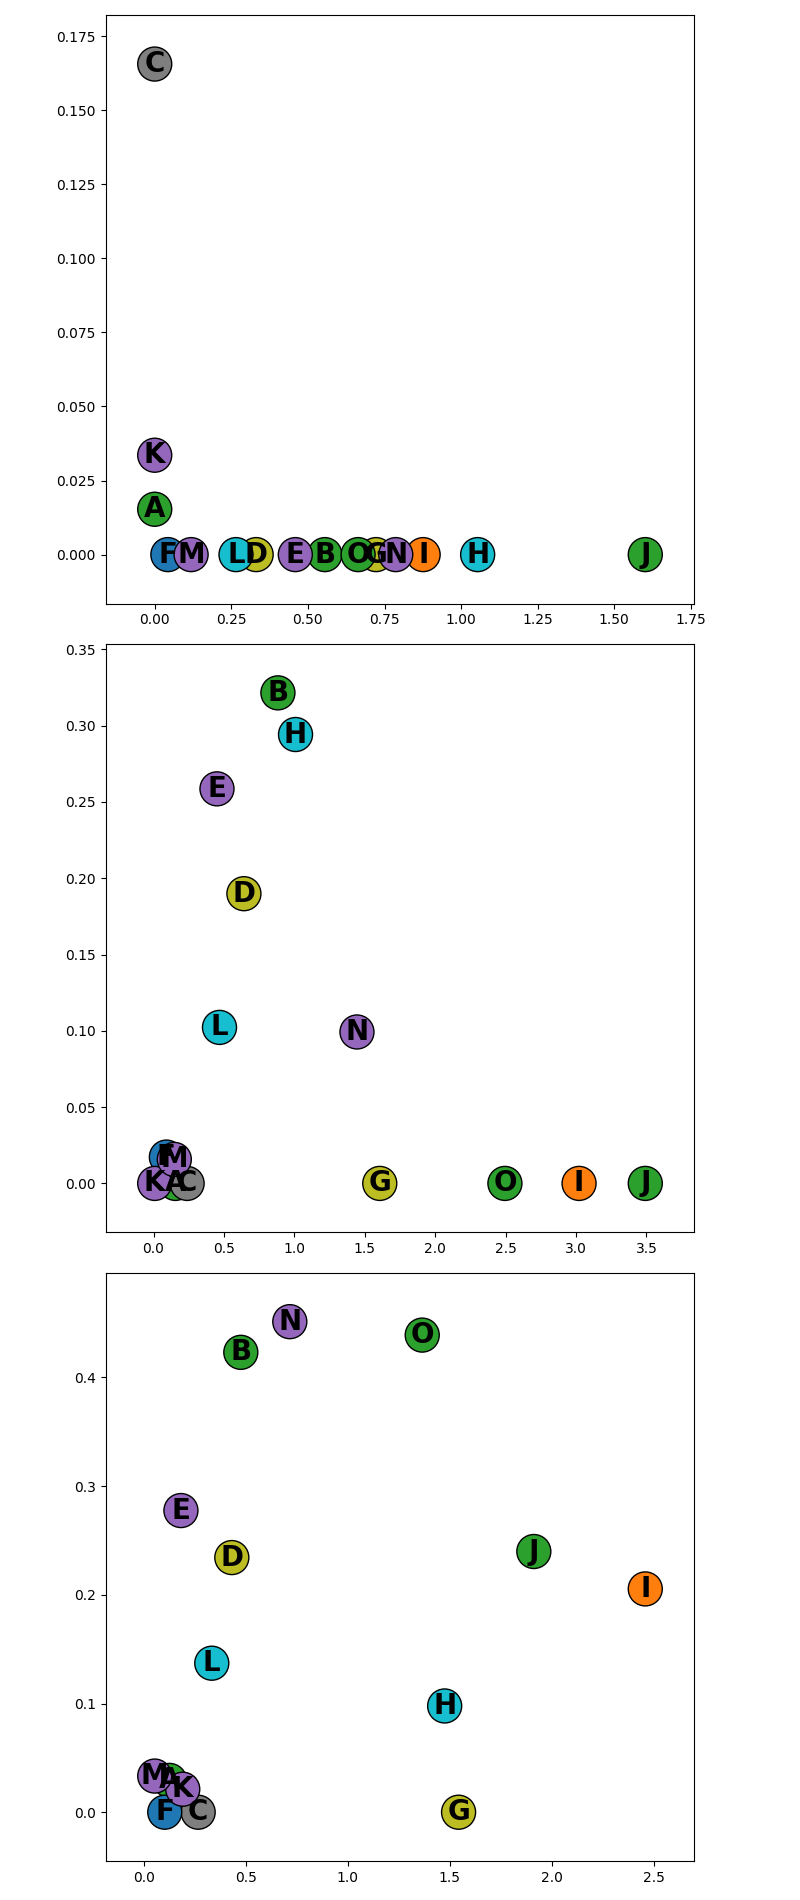 0.175
C
0.150
0.125
0.100
0.075
0.050
K
0.025
A
0.000 F M L D E B O G N I H J
0.00 0.25 0.50 0.75 1.00 1.25 1.50 1.75
0.35
B
0.30 H
E
0.25
0.20 D
0.15
0.10 L N
0.05
M
0.00 K A C G O I J
0.0 0.5 1.0 1.5 2.0 2.5 3.0 3.5
N
O
B
0.4
0.3
E
D J
0.2 I
L
0.1 H
M A
K
0.0 F C G
0.0 0.5 1.0 1.5 2.0 2.5